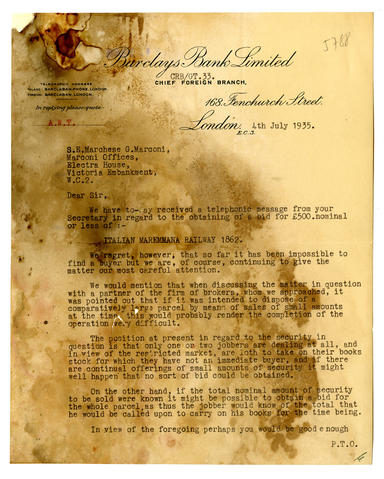 5788
Barclays Bank Limited
CRB/OT.33.
CHIEF FOREIGN BRANCH,
TELEGRAPHIC ADDRESS
INLAND: BARCLABAN-PHONE, LONDON.
FOREIGN: BARCLABAN, LONDON.
168, Fenchurch Street,
In replying please quote
A.W.T.
London, 4th July 1935.
E.C.3.
S.E. Marchese G. Marconi,
Marconi Offices,
Electra House,
Victoria Embankment,
W.C.2.
Dear Sir,
We have to-day received a telephonic message from your
Secretary in regard to the obtaining of a bid for £500.nominal
or less of :-
ITALIAN MAREMMANA RAILWAY 1862.
We regret, however, that so far it has been impossible to
find a buyer but we are, of course, continuing to give the
matter our most careful attention.
We would mention that when discussing the matter in question
with a partner of the firm of brokers, whom we approached, it
was pointed out that if it was intended to dispose of a
comparatively large parcel by means of sales of small amounts
at the time, this would probably render the completion of the
operation very difficult.
The position at present in regard to the security in
question is that only one or two jobbers are dealing at all, and
in view of the restricted market, are loth to take on their books
stock for which they have not an immediate buyer, and if there
are continual offerings of small amounts of security it might
well happen that no sort of bid could be obtained.
On the other hand, if the total amount of security
to be sold were known it might be possible to obtain a bid for
the whole parcel as thus the jobber would know of the total that
he would be called upon to carry on his books for the time being.
In view of the foregoing perhaps you would be good enough
P.T.O.